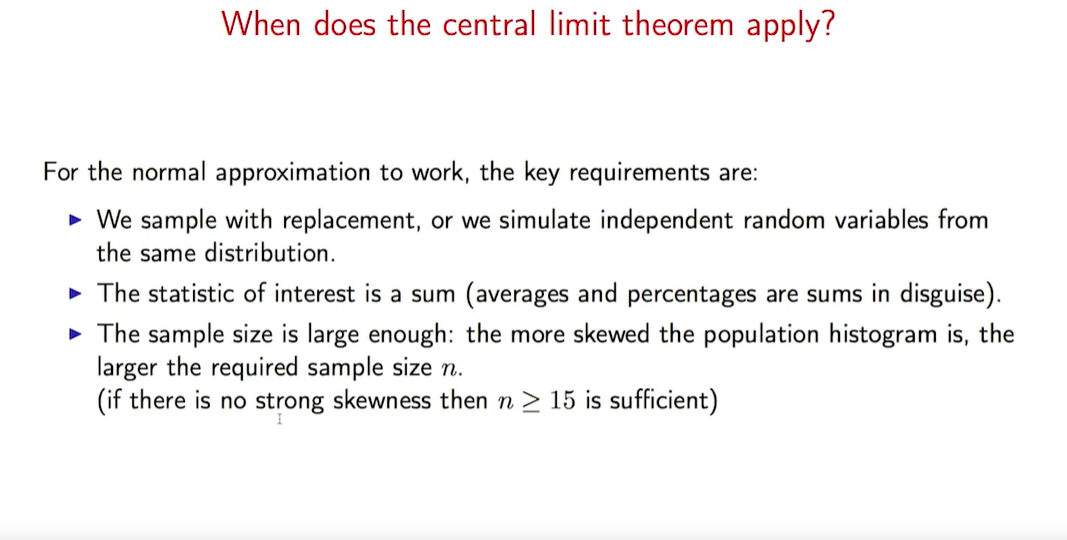 When does the central limit theorem apply?
For the normal approximation to work, the key requirements are:
▶ We sample with replacement, or we simulate independent random variables from
the same distribution.
▶ The statistic of interest is a sum (averages and percentages are sums in disguise).
▶ The sample size is large enough: the more skewed the population histogram is, the
larger the required sample size n.
(if there is no strong skewness then n ≥ 15 is sufficient)